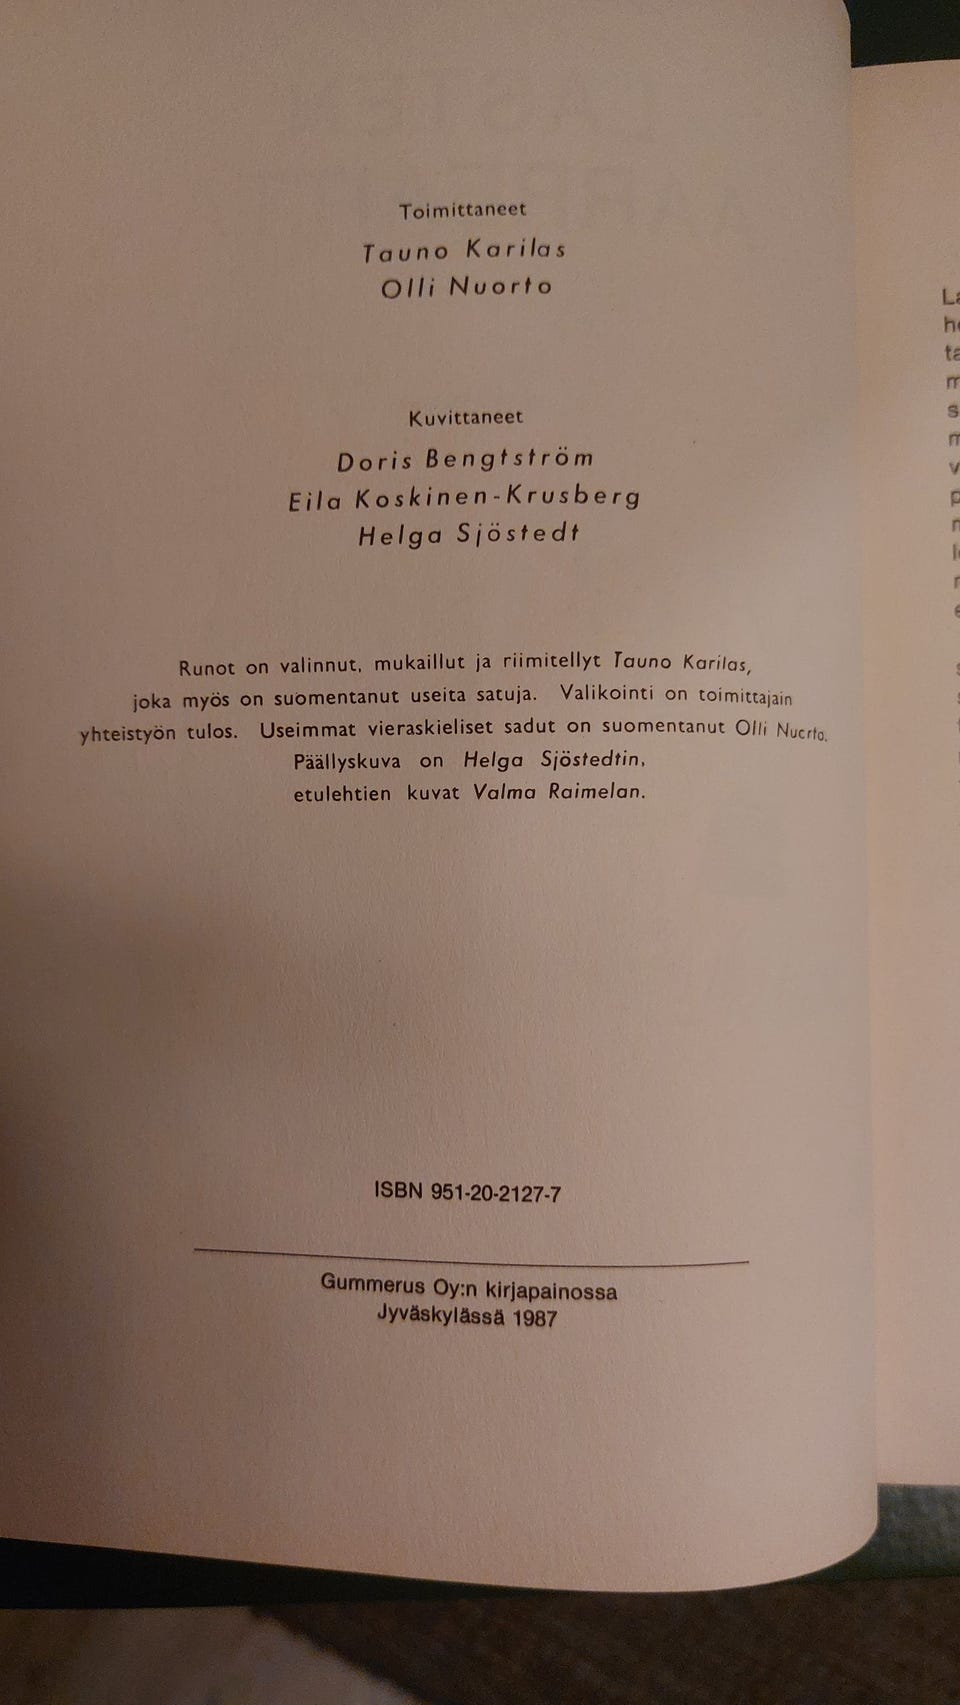 Toimittaneet
Tauno Karilas
Olli Nuorto
Kuvittaneet
Doris Bengtström
Eila Koskinen-Krusberg
Helga Sjöstedt
Runot on valinnut, mukaillut ja riimitellyt Tauno Karilas,
joka myös on suomentanut useita satuja. Valikointi on toimittajain
yhteistyön tulos. Useimmat vieraskieliset sadut on suomentanut Olli Nuorto.
Päällyskuva on Helga Sjöstedtin,
etulehtien kuvat Valma Raimelan.
ISBN 951-20-2127-7
Gummerus Oy:n kirjapainossa
Jyväskylässä 1987